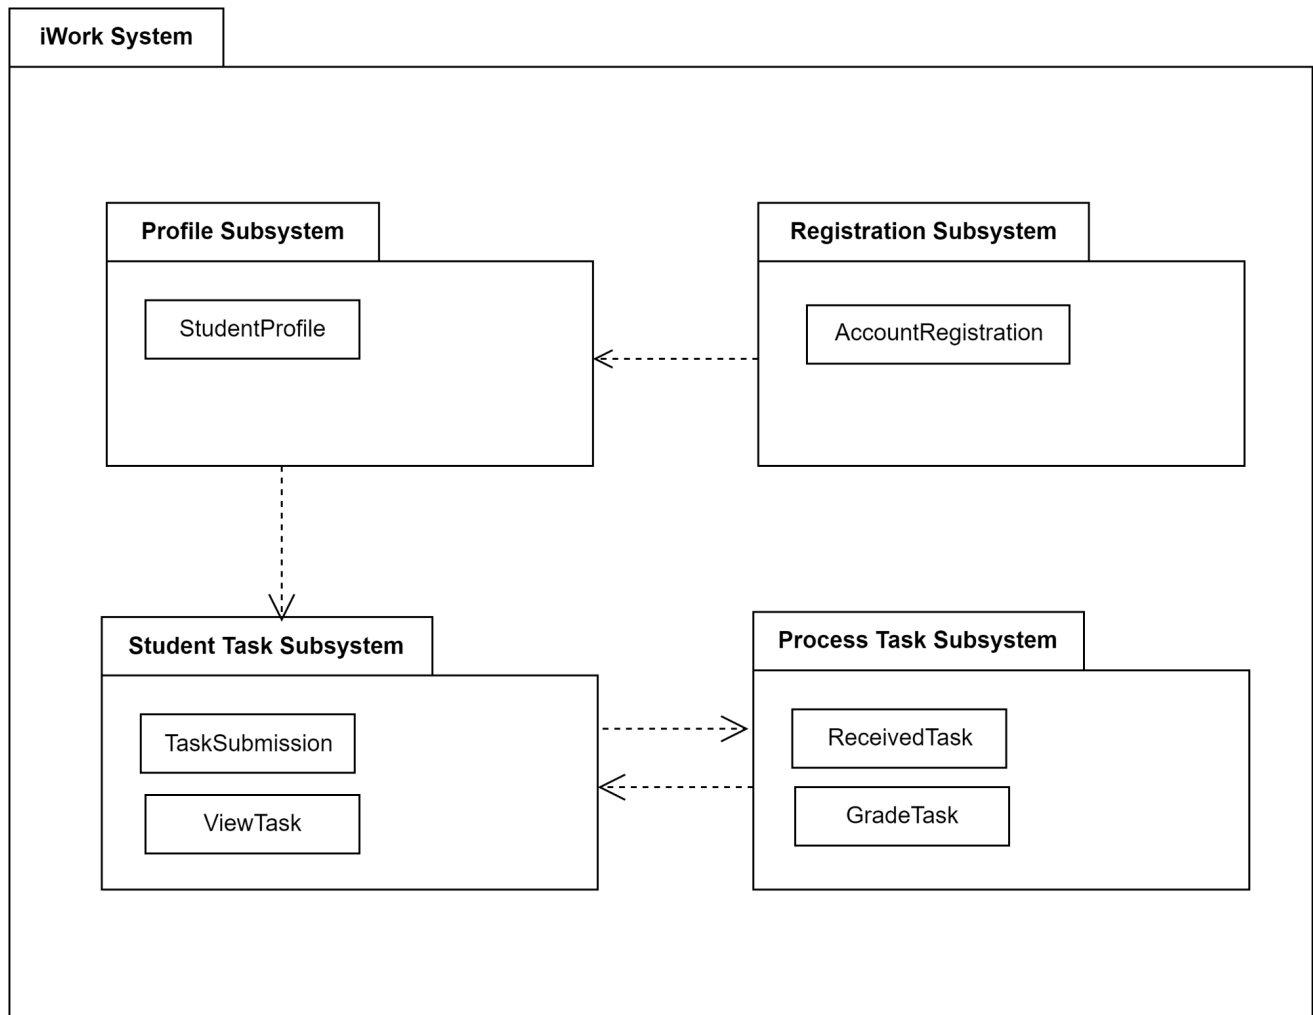 iWork System
Profile Subsystem
Registration Subsystem
StudentProfile
AccountRegistration
Student Task Subsystem
Process Task Subsystem
TaskSubmission
ReceivedTask
ViewTask
GradeTask